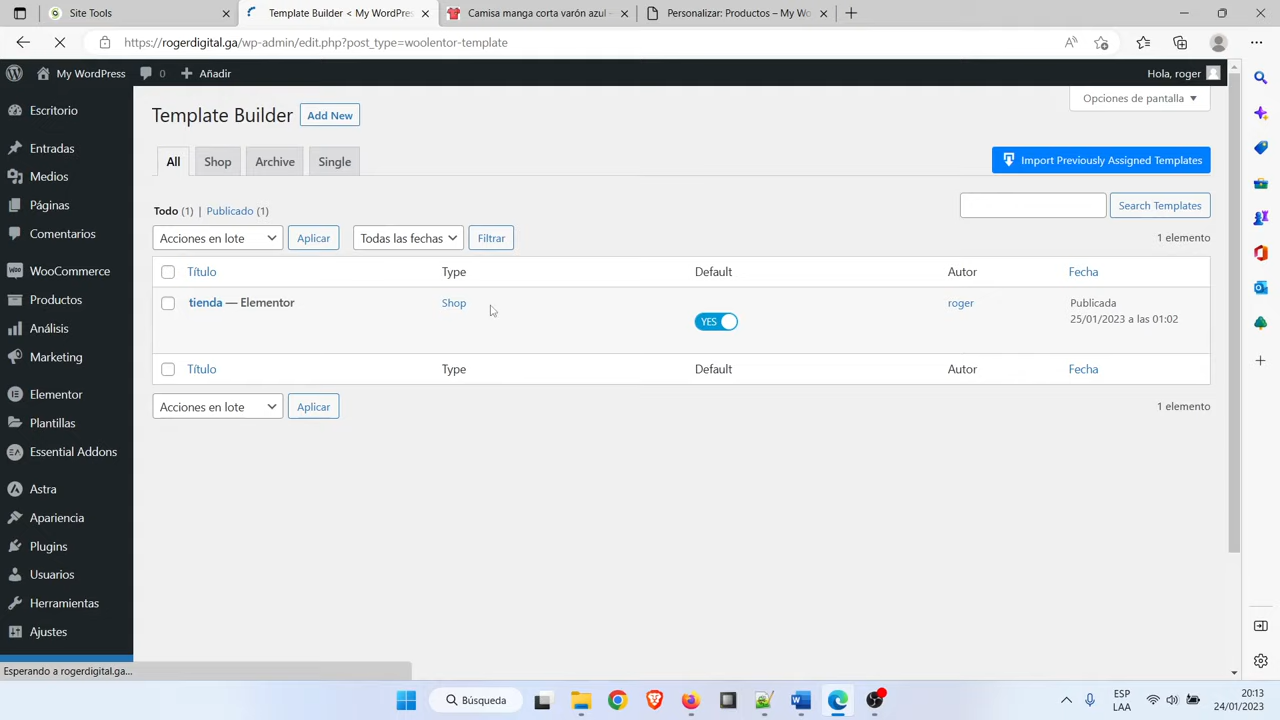 Site Tools
Template Builder < My WordPres
Camisa manga corta varón azul –
Personalizar: Productos – My Wo
https://rogerdigital.ga/wp-admin/edit.php?post_type=woolentor-template
My WordPress
0
Añadir
Hola, roger
Escritorio
Entradas
Medios
Páginas
Comentarios
WooCommerce
Productos
Análisis
Marketing
Elementor
Plantillas
Essential Addons
Astra
Apariencia
Plugins
Usuarios
Herramientas
Ajustes
Template Builder
Add New
Opciones de pantalla
All
Shop
Archive
Single
Import Previously Assigned Templates
Todo (1) | Publicado (1)
Search Templates
Acciones en lote
Aplicar
Todas las fechas
Filtrar
1 elemento
Título Type Default Autor Fecha
tienda — Elementor Shop YES roger Publicada
25/01/2023 a las 01:02
Título Type Default Autor Fecha
Acciones en lote
Aplicar
1 elemento
Esperando a rogerdigital.ga...
Búsqueda
ESP
LAA
20:13
24/01/2023